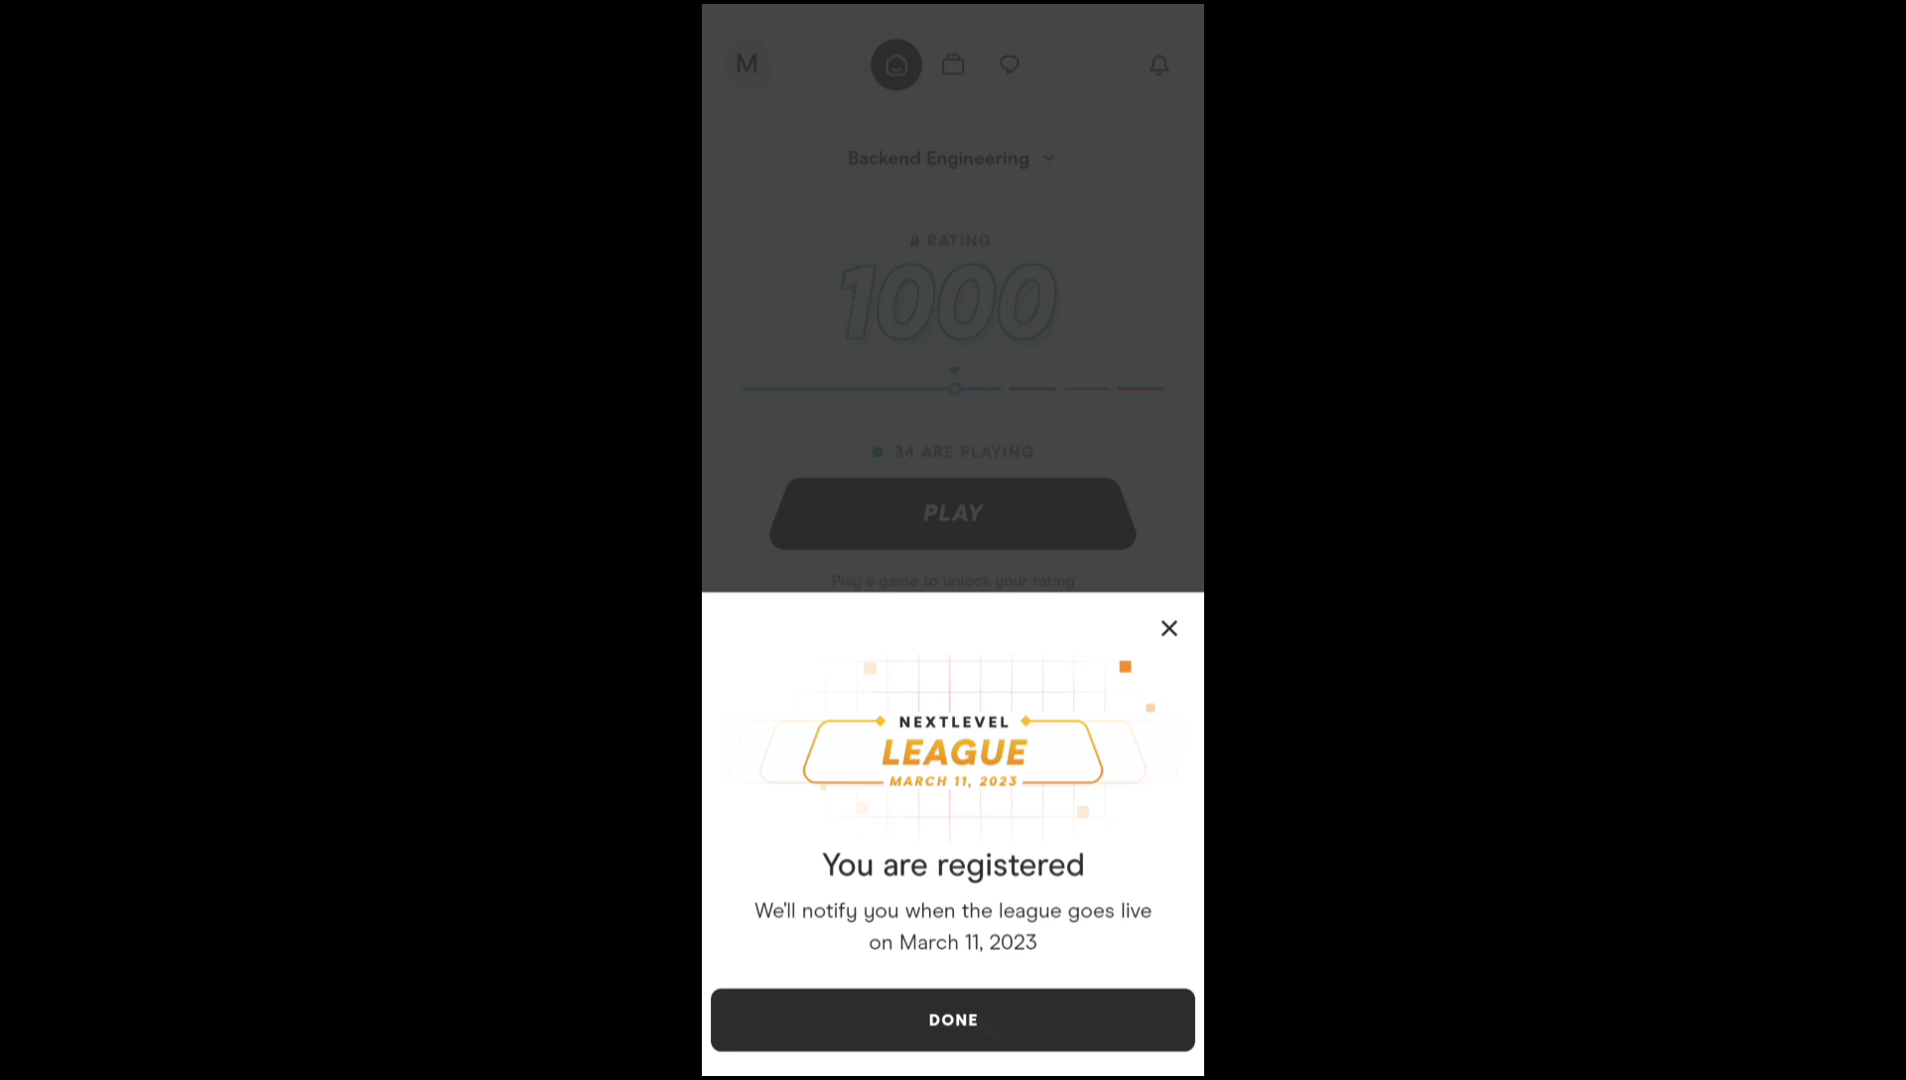 M
Backend Engineering
RATING
1000
34 ARE PLAYING
PLAY
Play a game to unlock your rating
NEXTLEVEL
LEAGUE
MARCH 11, 2023
You are registered
We'll notify you when the league goes live
on March 11, 2023
DONE